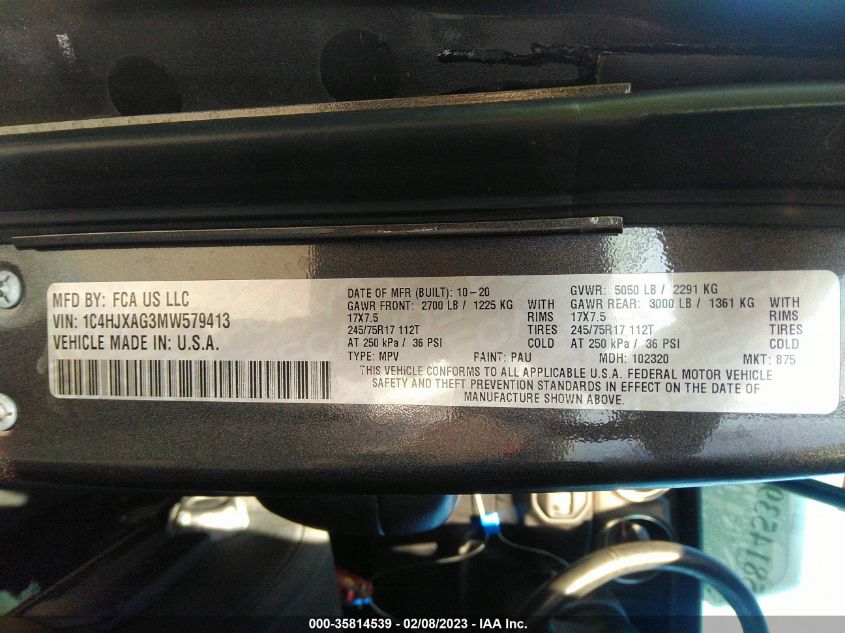 MFD BY: FCA US LLC
VIN: 1C4HJXAG3MW579413
VEHICLE MADE IN: U.S.A.
DATE OF MFR (BUILT): 10-20
GVWR: 5050 LB / 2291 KG
GAWR FRONT: 2700 LB / 1225 KG WITH
GAWR REAR: 3000 LB / 1361 KG WITH
17X7.5 RIMS
17X7.5 RIMS
245/75R17 112T TIRES
245/75R17 112T TIRES
AT 250 kPa / 36 PSI COLD
AT 250 kPa / 36 PSI COLD
TYPE: MPV PAINT: PAU MDH: 102320 MKT: 875
THIS VEHICLE CONFORMS TO ALL APPLICABLE U.S.A. FEDERAL MOTOR VEHICLE
SAFETY AND THEFT PREVENTION STANDARDS IN EFFECT ON THE DATE OF
MANUFACTURE SHOWN ABOVE.
35814539
000-35814539 - 02/08/2023 - IAA Inc.